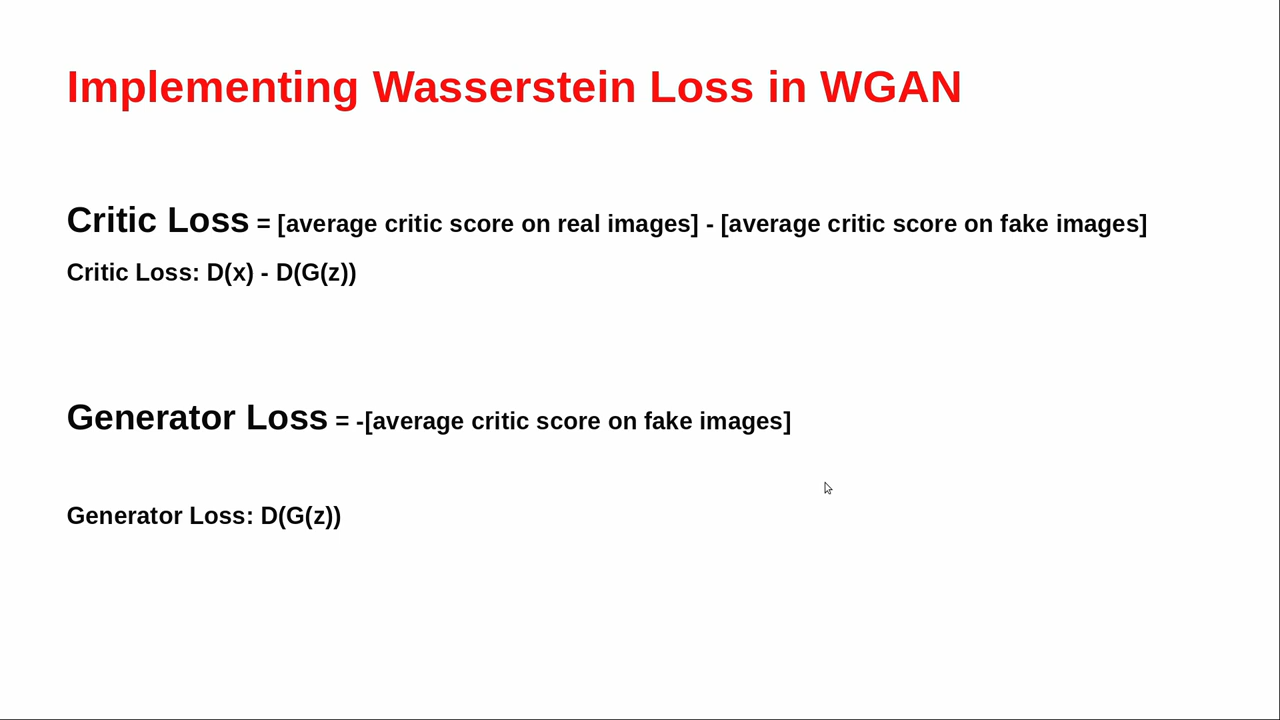 Implementing Wasserstein Loss in WGAN
Critic Loss = [average critic score on real images] - [average critic score on fake images]
Critic Loss: D(x) - D(G(z))
Generator Loss = -[average critic score on fake images]
Generator Loss: D(G(z))